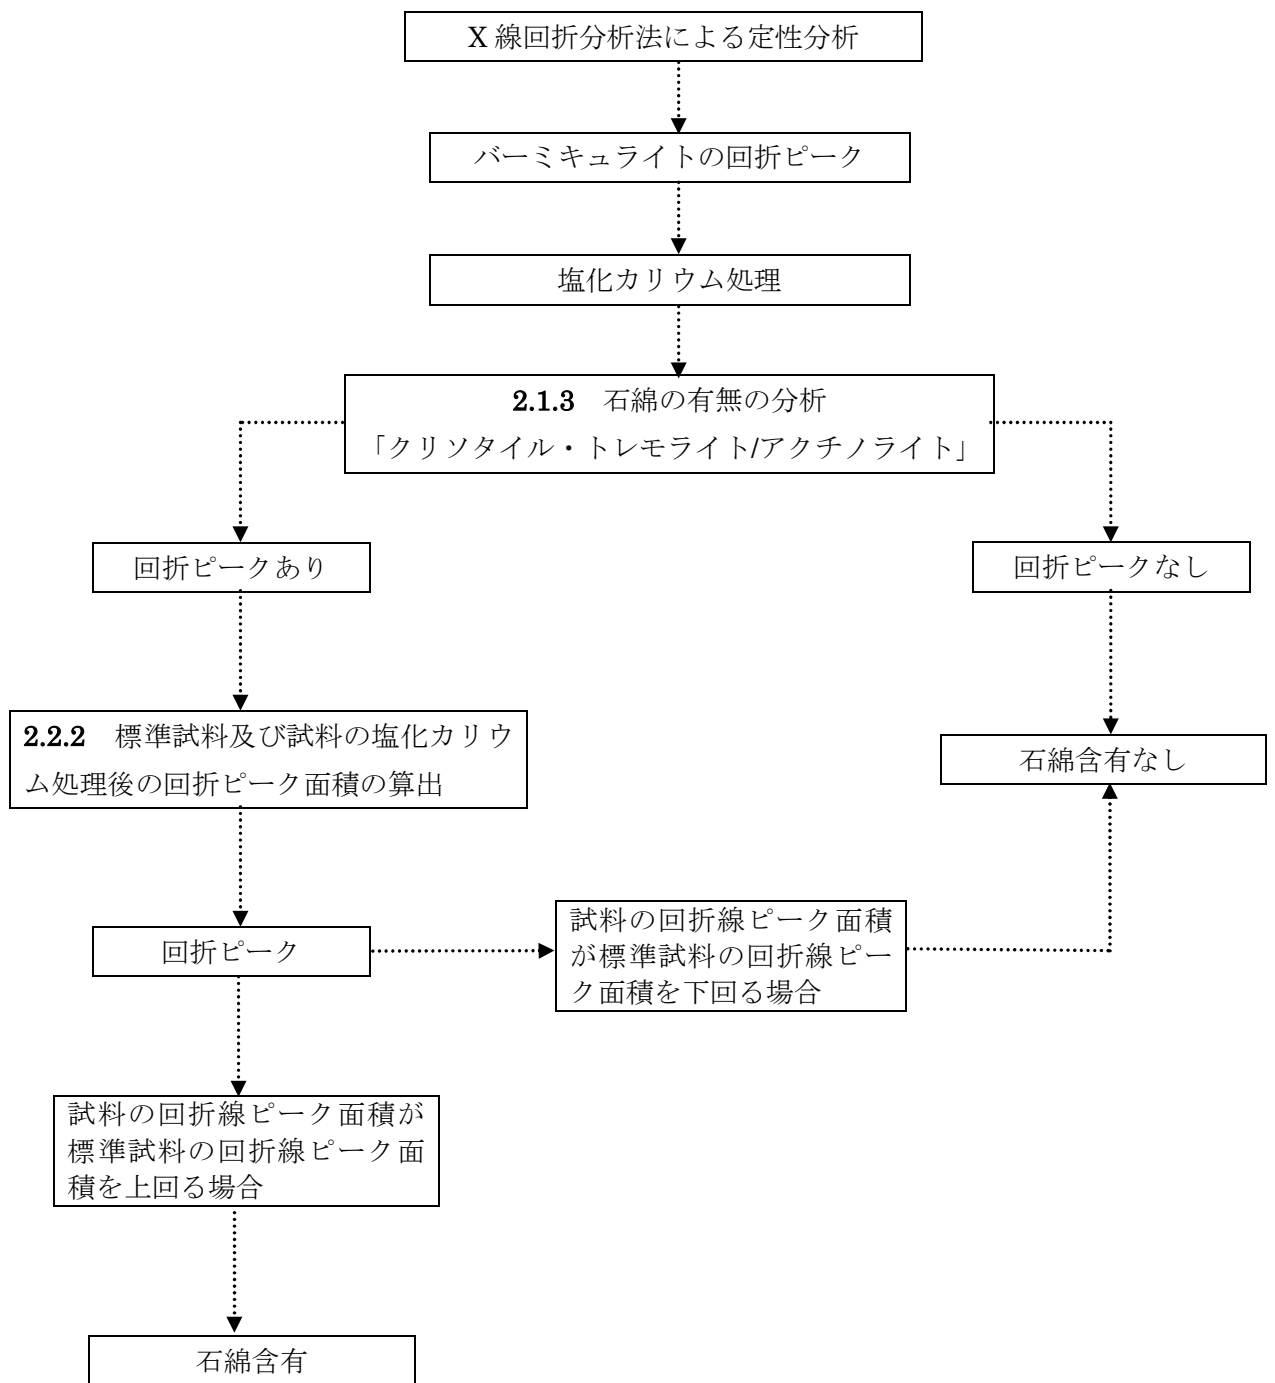 X 線回折分析法による定性分析
バーミキュライトの回折ピーク
塩化カリウム処理
2.1.3　石綿の有無の分析
「クリソタイル・トレモライト/アクチノライト」
回折ピークあり
回折ピークなし
2.2.2　標準試料及び試料の塩化カリウ
ム処理後の回折ピーク面積の算出
石綿含有なし
回折ピーク
試料の回折線ピーク面積
が標準試料の回折線ピー
ク面積を下回る場合
試料の回折線ピーク面積が
標準試料の回折線ピーク面
積を上回る場合
石綿含有